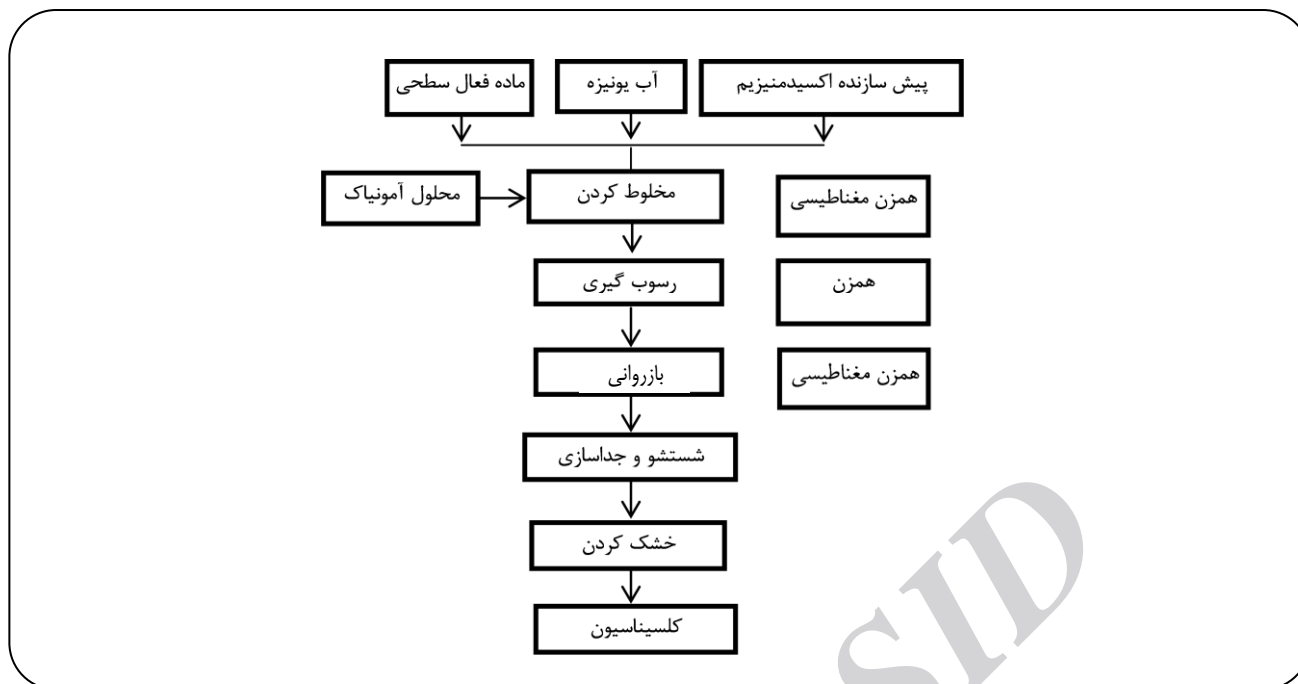 پیش سازنده اکسیدمنیزیم
آب یونیزه
ماده فعال سطحی
همزن مغناطیسی
مخلوط کردن
محلول آمونیاک
همزن
رسوب گیری
همزن مغناطیسی
بازروانی
شستشو و جداسازی
خشک کردن
کلسیناسیون
SID